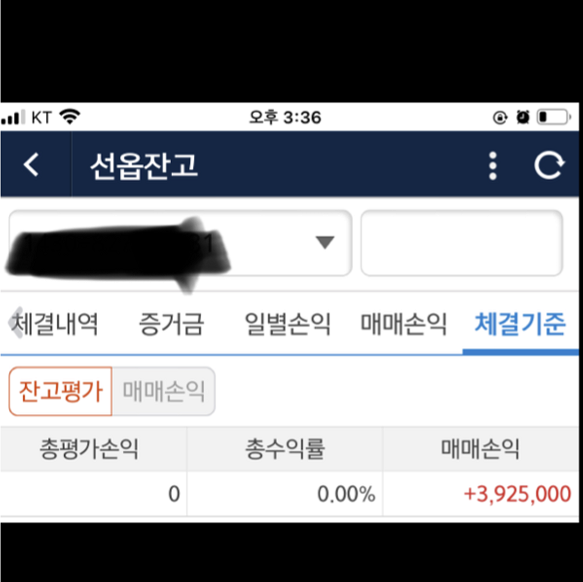 KT 오후 3:36
선옵잔고
체결내역 증거금 일별손익 매매손익 체결기준
잔고평가 매매손익
총평가손익 총수익률 매매손익
0 0.00% +3,925,000